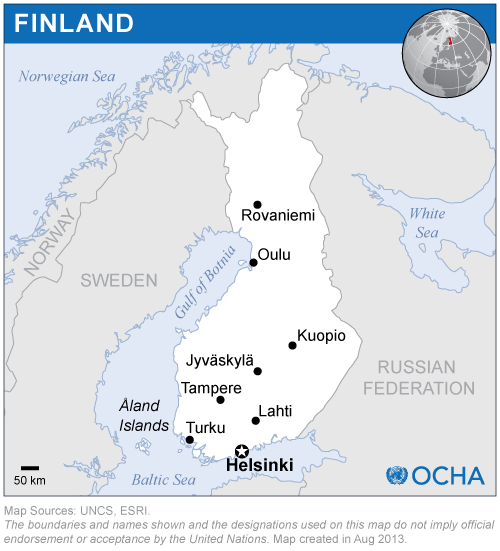 FINLAND
Norwegian Sea
NORWAY
SWEDEN
Gulf of Botnia
White
Sea
Rovaniemi
Oulu
Kuopio
Jyväskylä
RUSSIAN
FEDERATION
Tampere
Åland
Islands
Lahti
Turku
Helsinki
50 km
Baltic Sea
OCHA
Map Sources: UNCS, ESRI.
The boundaries and names shown and the designations used on this map do not imply official
endorsement or acceptance by the United Nations. Map created in Aug 2013.